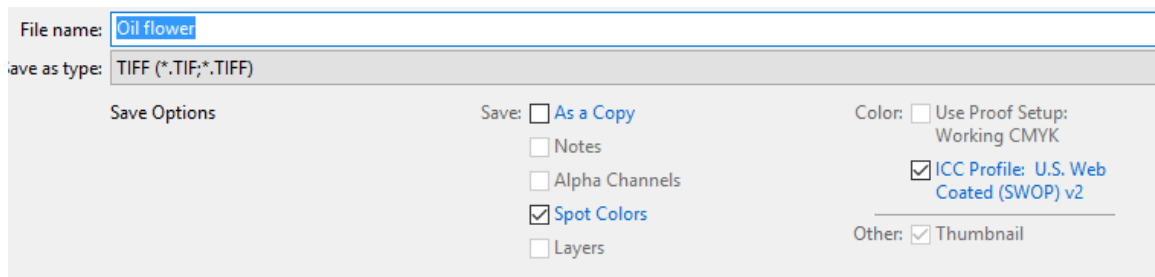 File name: Oil flower
ave as type: TIFF (*.TIF;*.TIFF)
Save Options Save: As a Copy Color: Use Proof Setup:
Notes Working CMYK
Alpha Channels ICC Profile: U.S. Web
Spot Colors Coated (SWOP) v2
Layers Other: Thumbnail